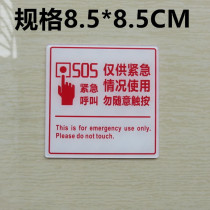 规格8.5*8.5CM
SOS
紧急
呼叫
仅供紧急
情况使用
勿随意触按
This is for emergency use only.
Please do not touch.